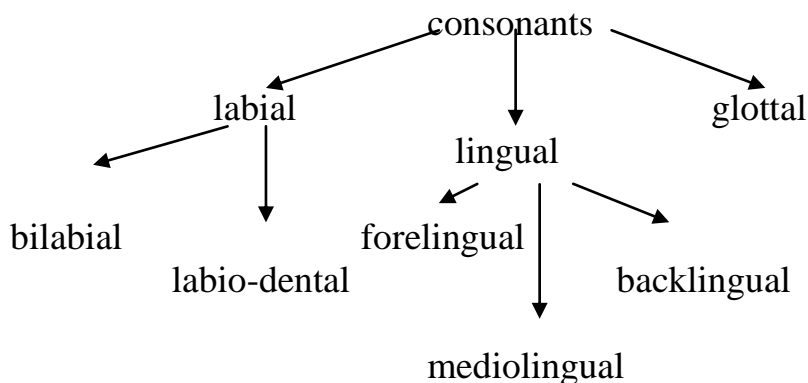 consonants
labial
glottal
lingual
bilabial
forelingual
labio-dental
backlingual
mediolingual